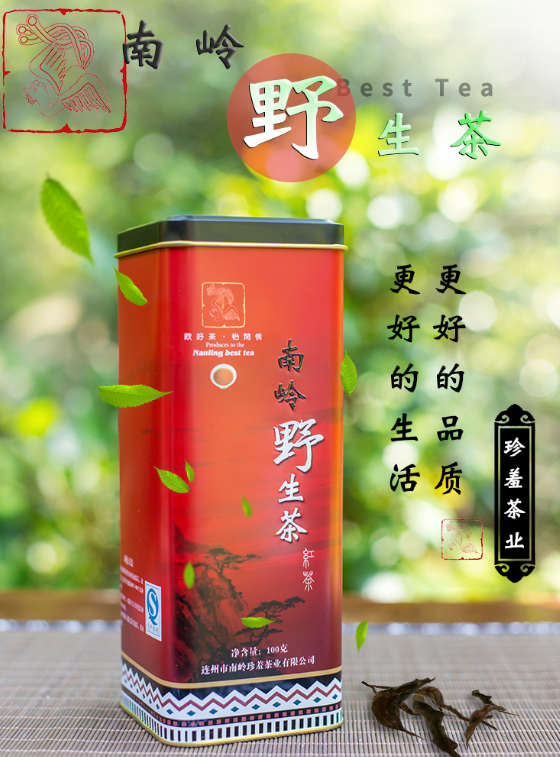 南岭
Best Tea
野生茶
更好的品质
更好的生活
珍羞茶业
饮好茶·怡闲情
Produces to the
Nanling best tea
南岭
野生茶
红茶
净含量：100克
连州市南岭珍羞茶业有限公司